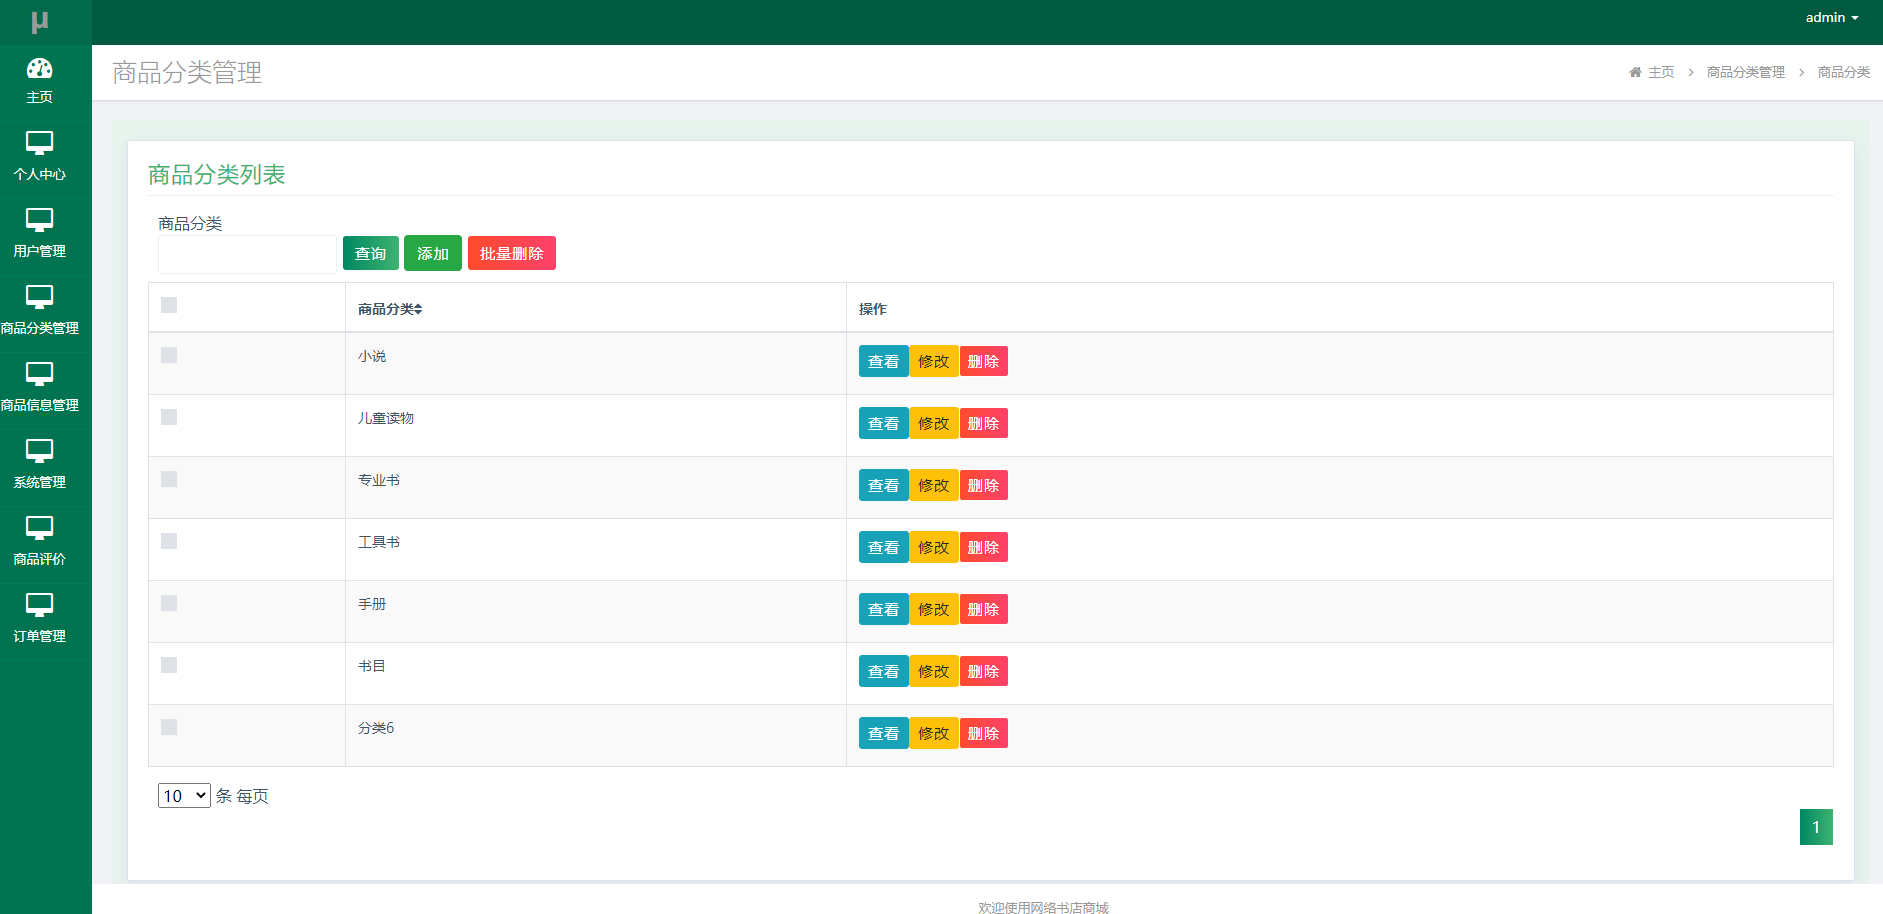 μ
admin
主页
个人中心
用户管理
商品分类管理
商品信息管理
系统管理
商品评价
订单管理
商品分类管理
主页 > 商品分类管理 > 商品分类
商品分类列表
商品分类
查询 添加 批量删除
商品分类 操作
小说 查看 修改 删除
儿童读物 查看 修改 删除
专业书 查看 修改 删除
工具书 查看 修改 删除
手册 查看 修改 删除
书目 查看 修改 删除
分类6 查看 修改 删除
10 条 每页
1
欢迎使用网络书店商城